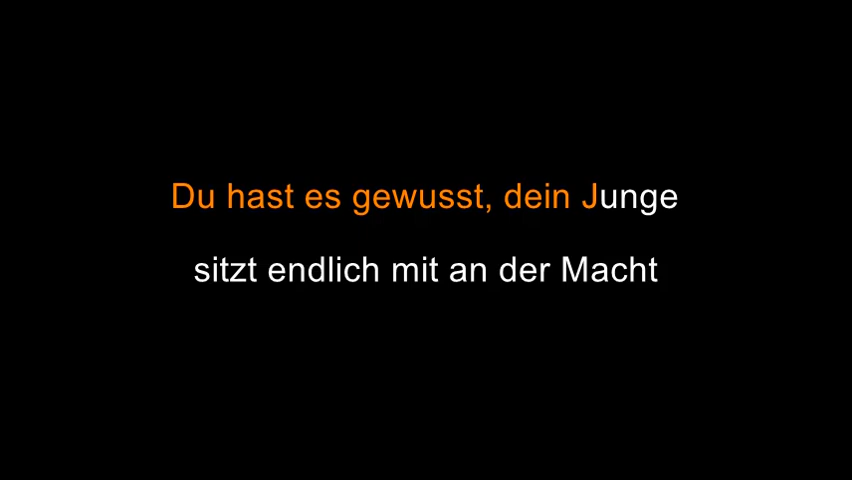 Du hast es gewusst, dein Junge
sitzt endlich mit an der Macht